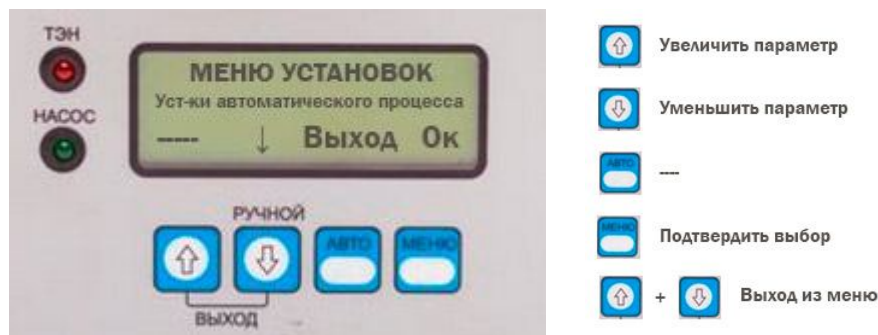 ТЭН
НАСОС
МЕНЮ УСТАНОВОК
Уст-ки автоматического процесса
----- ↓ Выход Ок
РУЧНОЙ
АВТО МЕНЮ
ВЫХОД
Увеличить параметр
Уменьшить параметр
АВТО ----
МЕНЮ Подтвердить выбор
+ Выход из меню